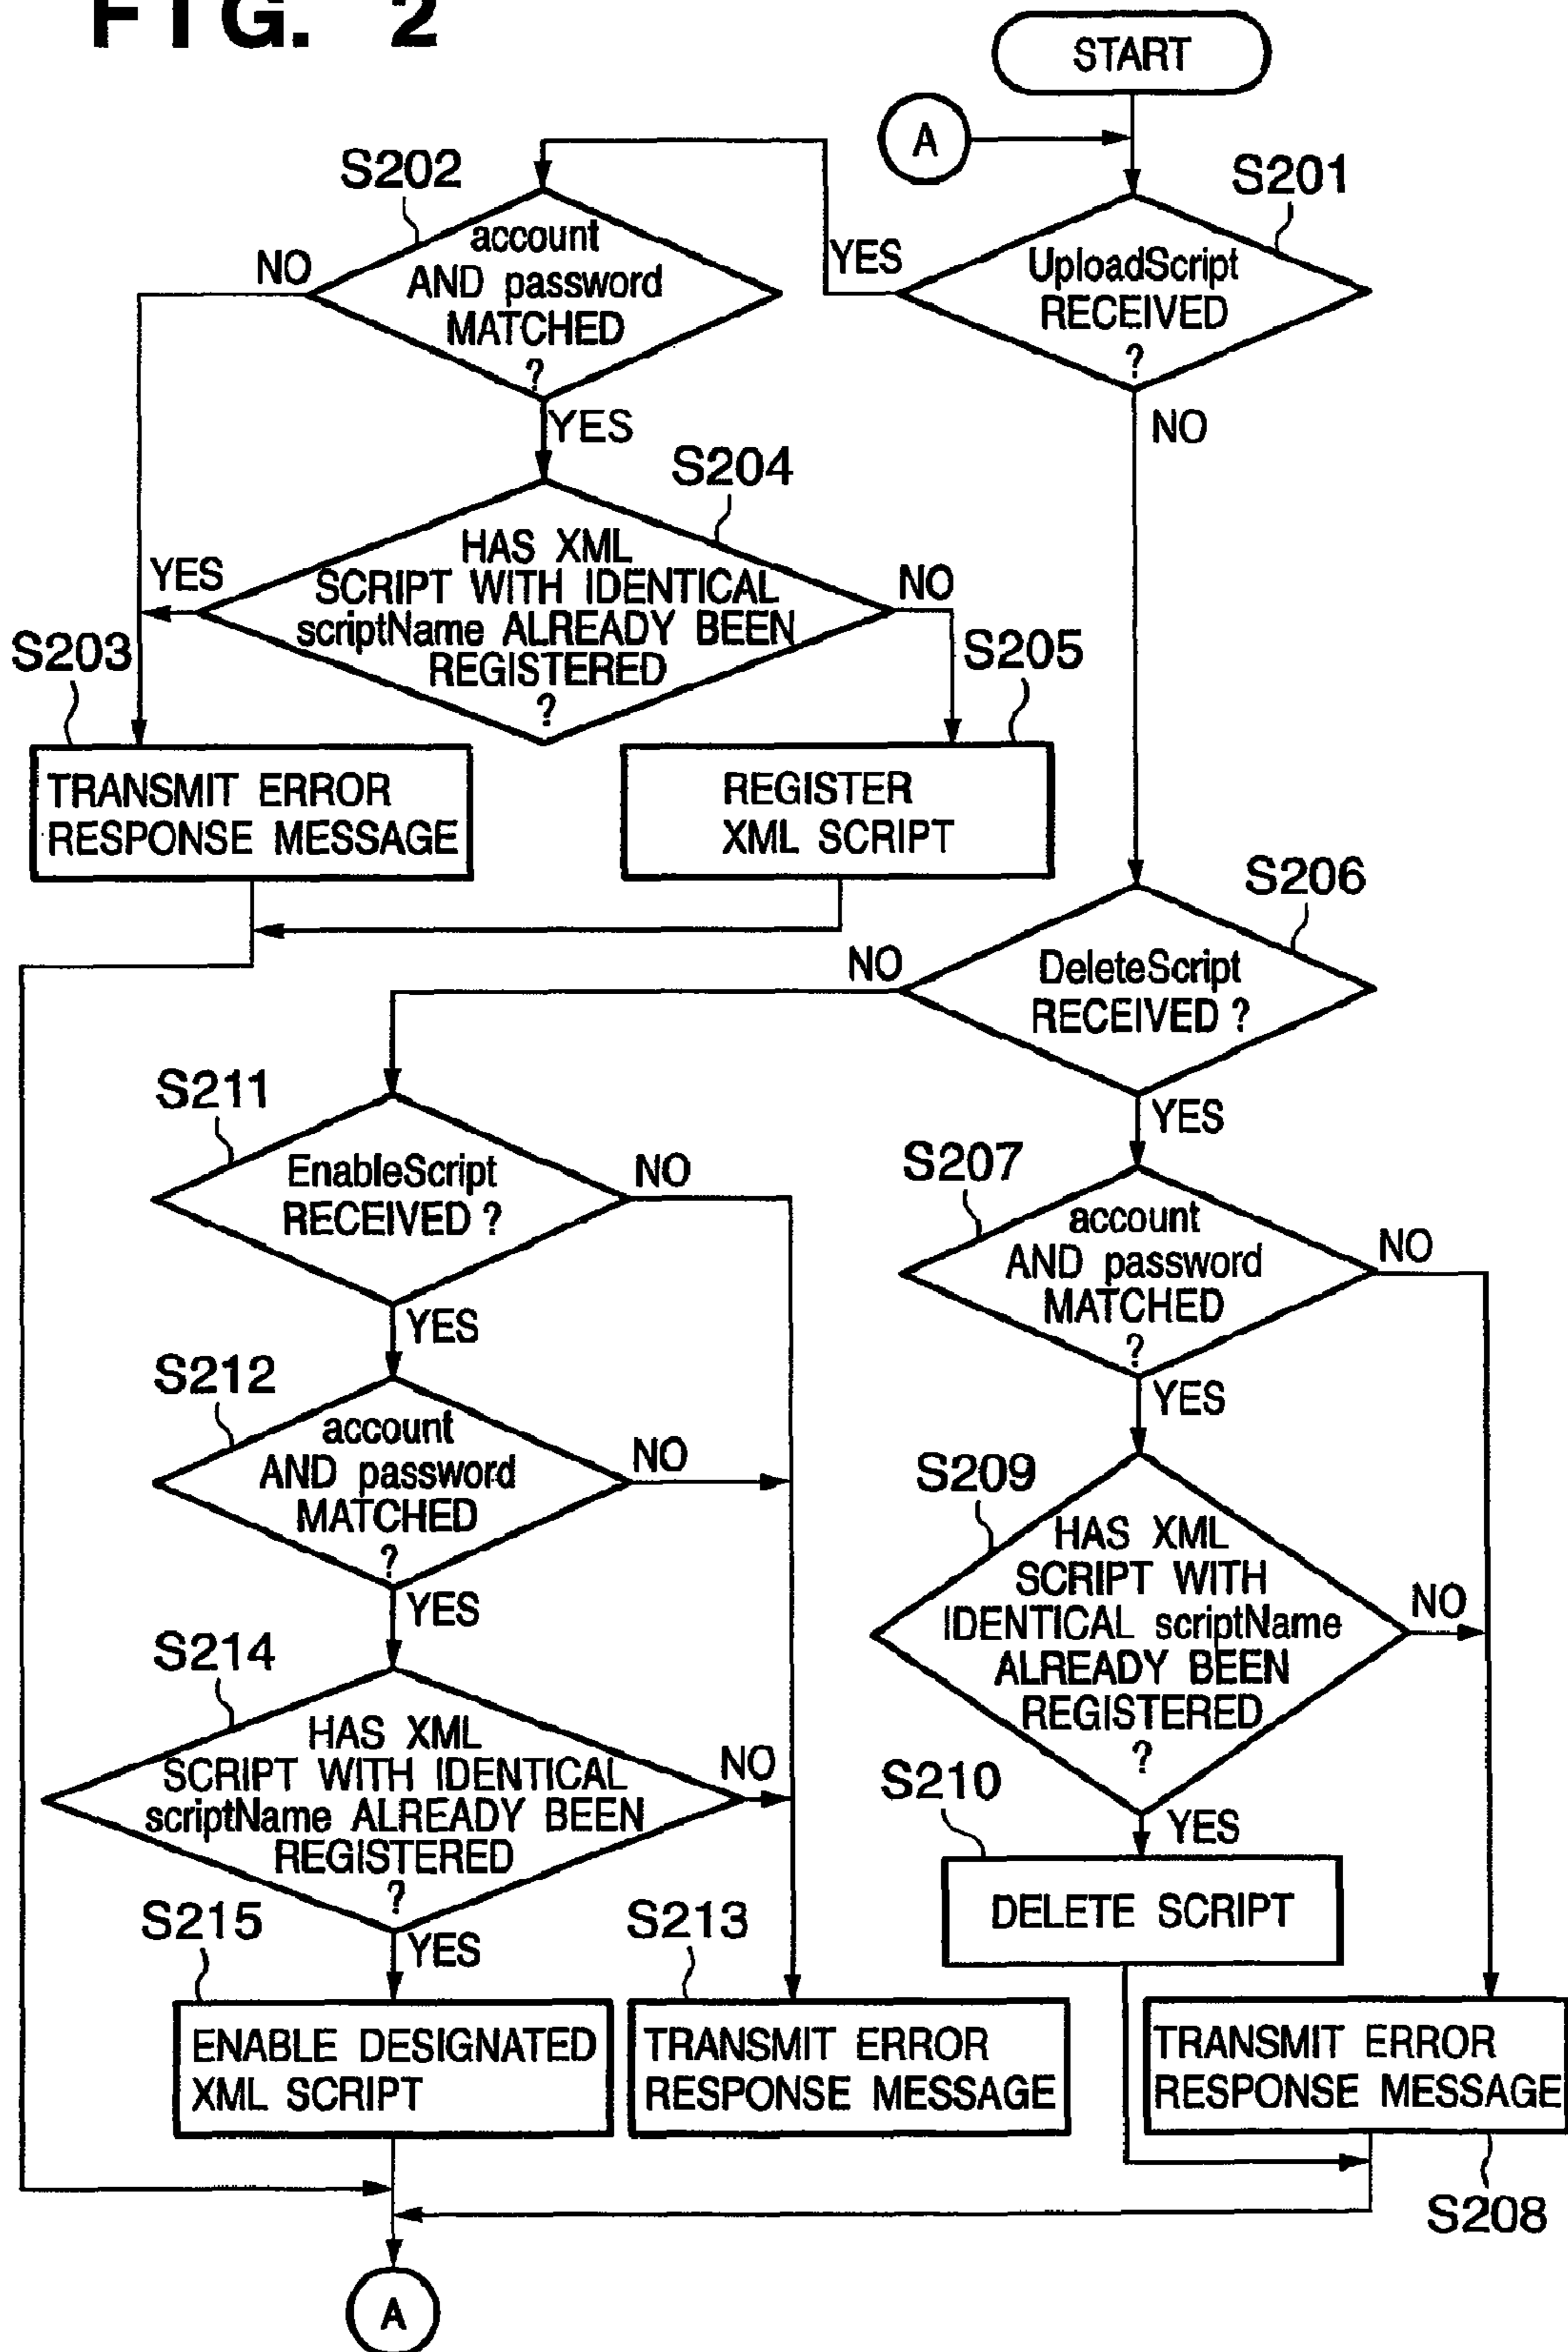 FIG. 2
START
A
S202
S201
account
AND password
MATCHED
?
NO
YES
UploadScript
RECEIVED
?
YES
NO
S204
HAS XML
SCRIPT WITH IDENTICAL
scriptName ALREADY BEEN
REGISTERED
?
YES
NO
S203
S205
TRANSMIT ERROR
RESPONSE MESSAGE
REGISTER
XML SCRIPT
S206
DeleteScript
RECEIVED ?
NO
YES
S211
EnableScript
RECEIVED ?
NO
YES
S207
account
AND password
MATCHED
?
NO
YES
S212
account
AND password
MATCHED
?
NO
YES
S209
HAS XML
SCRIPT WITH
IDENTICAL scriptName
ALREADY BEEN
REGISTERED
?
NO
YES
S214
HAS XML
SCRIPT WITH IDENTICAL
scriptName ALREADY BEEN
REGISTERED
?
NO
YES
S210
DELETE SCRIPT
S215
S213
ENABLE DESIGNATED
XML SCRIPT
TRANSMIT ERROR
RESPONSE MESSAGE
TRANSMIT ERROR
RESPONSE MESSAGE
S208
A